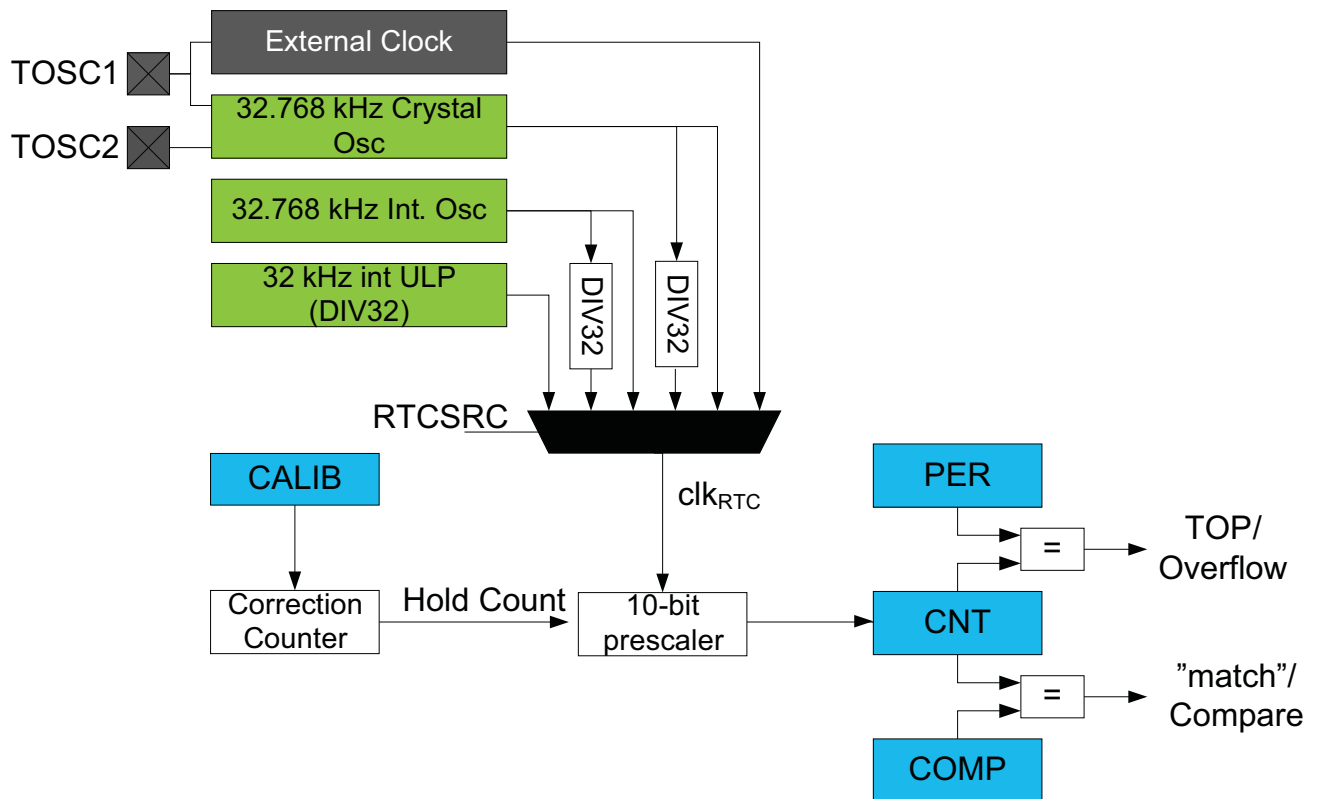 External Clock
TOSC1
32.768 kHz Crystal
Osc
TOSC2
32.768 kHz Int. Osc
32 kHz int ULP
(DIV32)
DIV32
DIV32
RTCSRC
CALIB
clkRTC
PER
TOP/
Overflow
=
Correction
Counter
Hold Count
10-bit
prescaler
CNT
=
”match”/
Compare
COMP